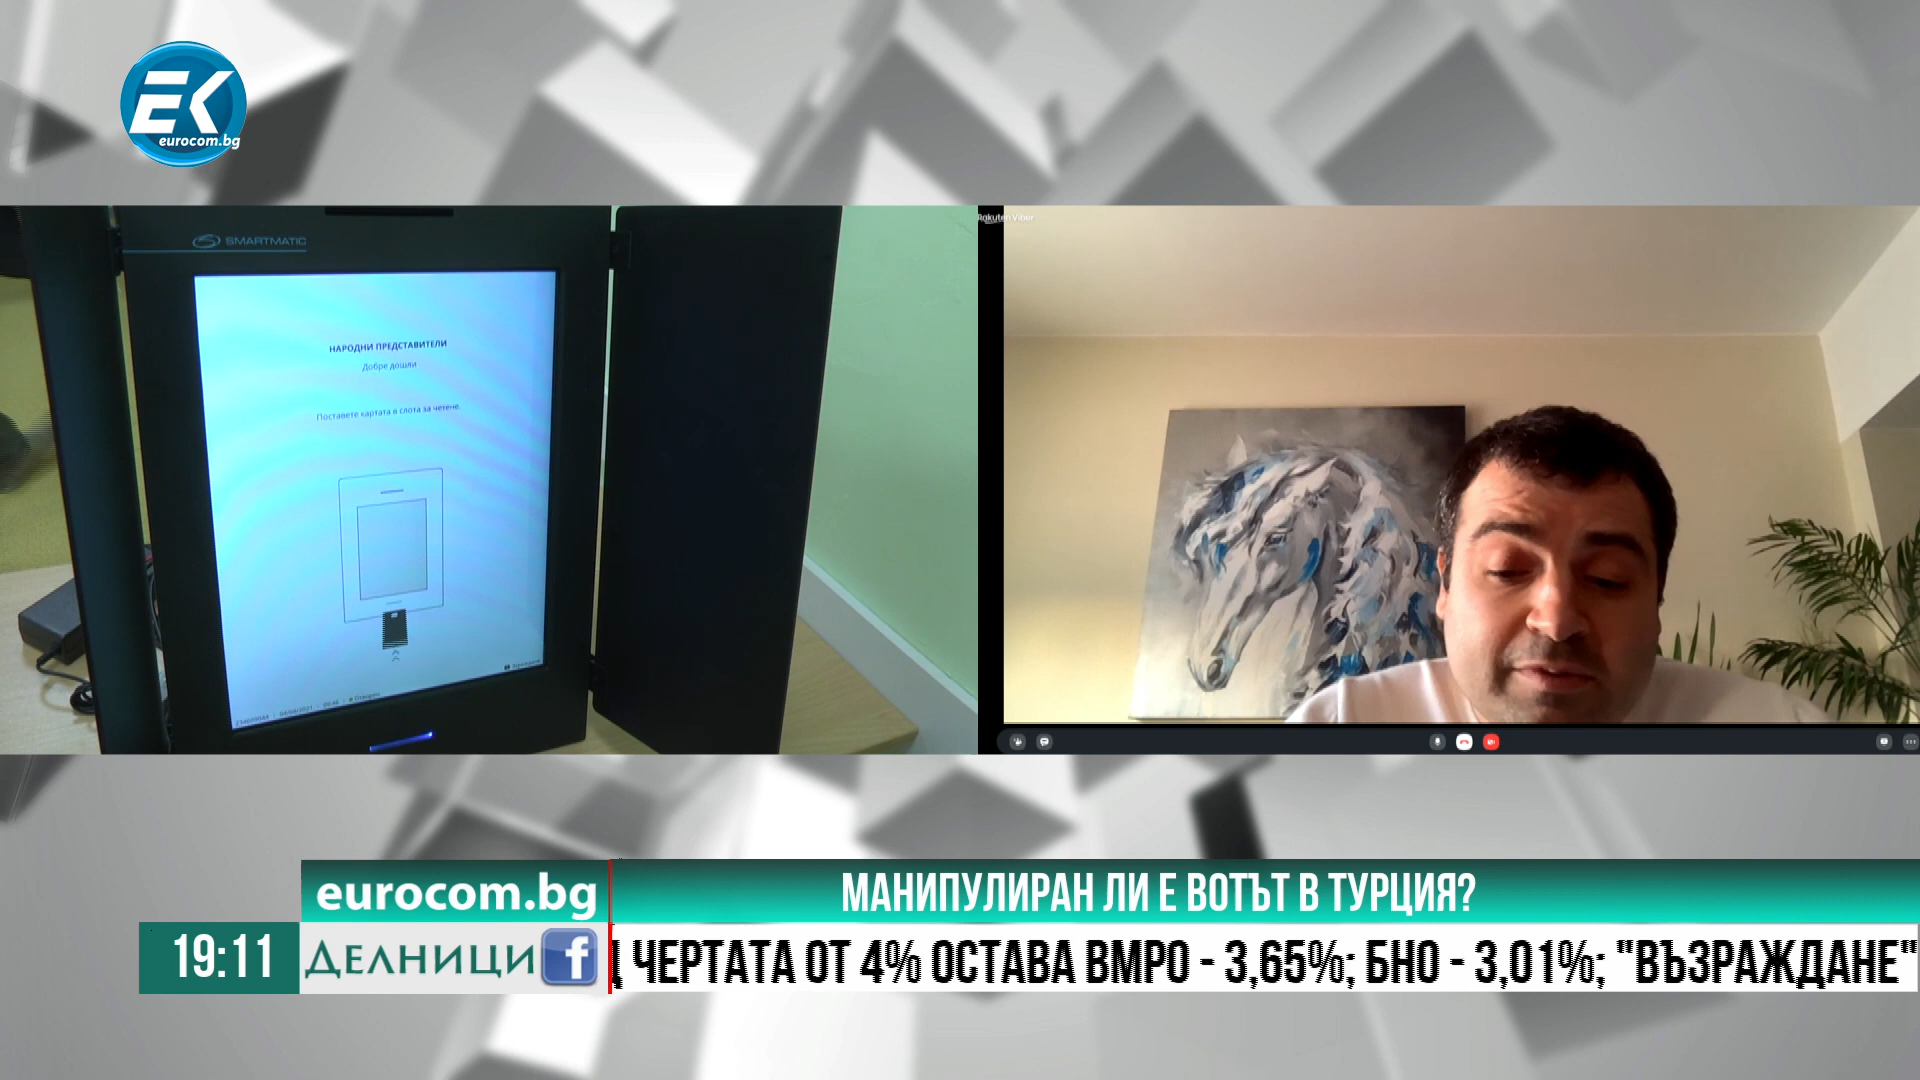 EK
eurocom.bg
SMARTMATIC
НАРОДНИ ПРЕДСТАВИТЕЛИ
Добре дошли
Поставете картата в слота за четене.
Rakuten Viber
eurocom.bg
МАНИПУЛИРАН ЛИ Е ВОТЪТ В ТУРЦИЯ?
19:11
ДЕЛНИЦИ
f
Д ЧЕРТАТА ОТ 4% ОСТАВА ВМРО - 3,65%; БНО - 3,01%; "ВЪЗРАЖДАНЕ"